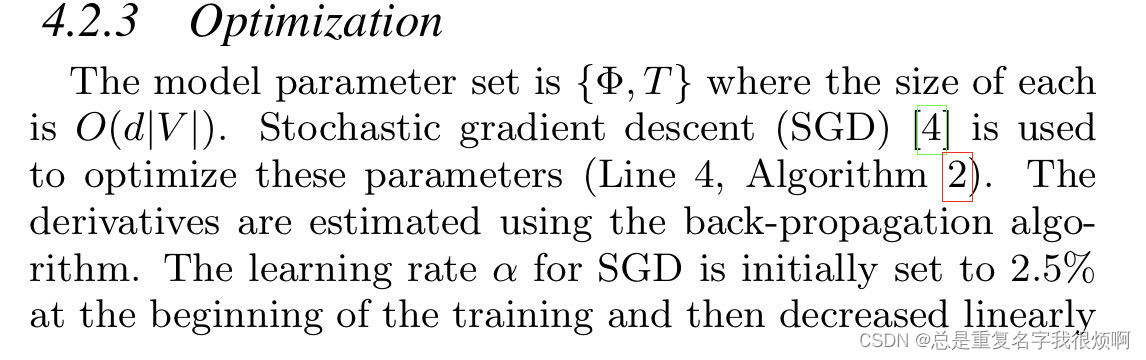 4.2.3 Optimization
The model parameter set is {Φ, T} where the size of each
is O(d|V|). Stochastic gradient descent (SGD) [4] is used
to optimize these parameters (Line 4, Algorithm 2). The
derivatives are estimated using the back-propagation algo-
rithm. The learning rate α for SGD is initially set to 2.5%
at the beginning of the training and then decreased linearly
CSDN @总是重复名字我很烦啊